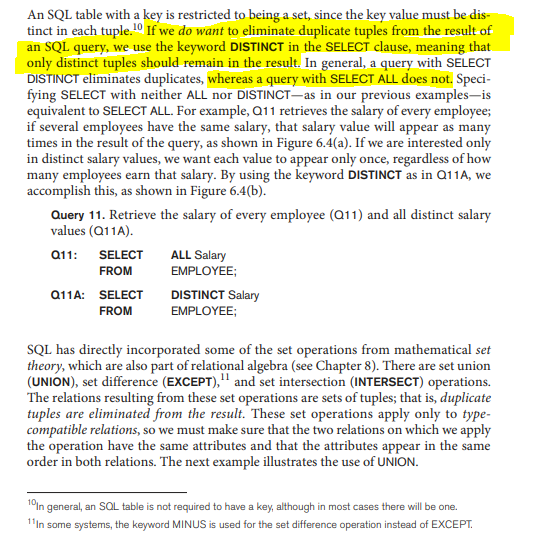 An SQL table with a key is restricted to being a set, since the key value must be dis-
tinct in each tuple.10 If we do want to eliminate duplicate tuples from the result of
an SQL query, we use the keyword DISTINCT in the SELECT clause, meaning that
only distinct tuples should remain in the result. In general, a query with SELECT
DISTINCT eliminates duplicates, whereas a query with SELECT ALL does not. Speci-
fying SELECT with neither ALL nor DISTINCT—as in our previous examples—is
equivalent to SELECT ALL. For example, Q11 retrieves the salary of every employee;
if several employees have the same salary, that salary value will appear as many
times in the result of the query, as shown in Figure 6.4(a). If we are interested only
in distinct salary values, we want each value to appear only once, regardless of how
many employees earn that salary. By using the keyword DISTINCT as in Q11A, we
accomplish this, as shown in Figure 6.4(b).
Query 11. Retrieve the salary of every employee (Q11) and all distinct salary
values (Q11A).
Q11: SELECT ALL Salary
FROM EMPLOYEE;
Q11A: SELECT DISTINCT Salary
FROM EMPLOYEE;
SQL has directly incorporated some of the set operations from mathematical set
theory, which are also part of relational algebra (see Chapter 8). There are set union
(UNION), set difference (EXCEPT),11 and set intersection (INTERSECT) operations.
The relations resulting from these set operations are sets of tuples; that is, duplicate
tuples are eliminated from the result. These set operations apply only to type-
compatible relations, so we must make sure that the two relations on which we apply
the operation have the same attributes and that the attributes appear in the same
order in both relations. The next example illustrates the use of UNION.
10In general, an SQL table is not required to have a key, although in most cases there will be one.
11In some systems, the keyword MINUS is used for the set difference operation instead of EXCEPT.